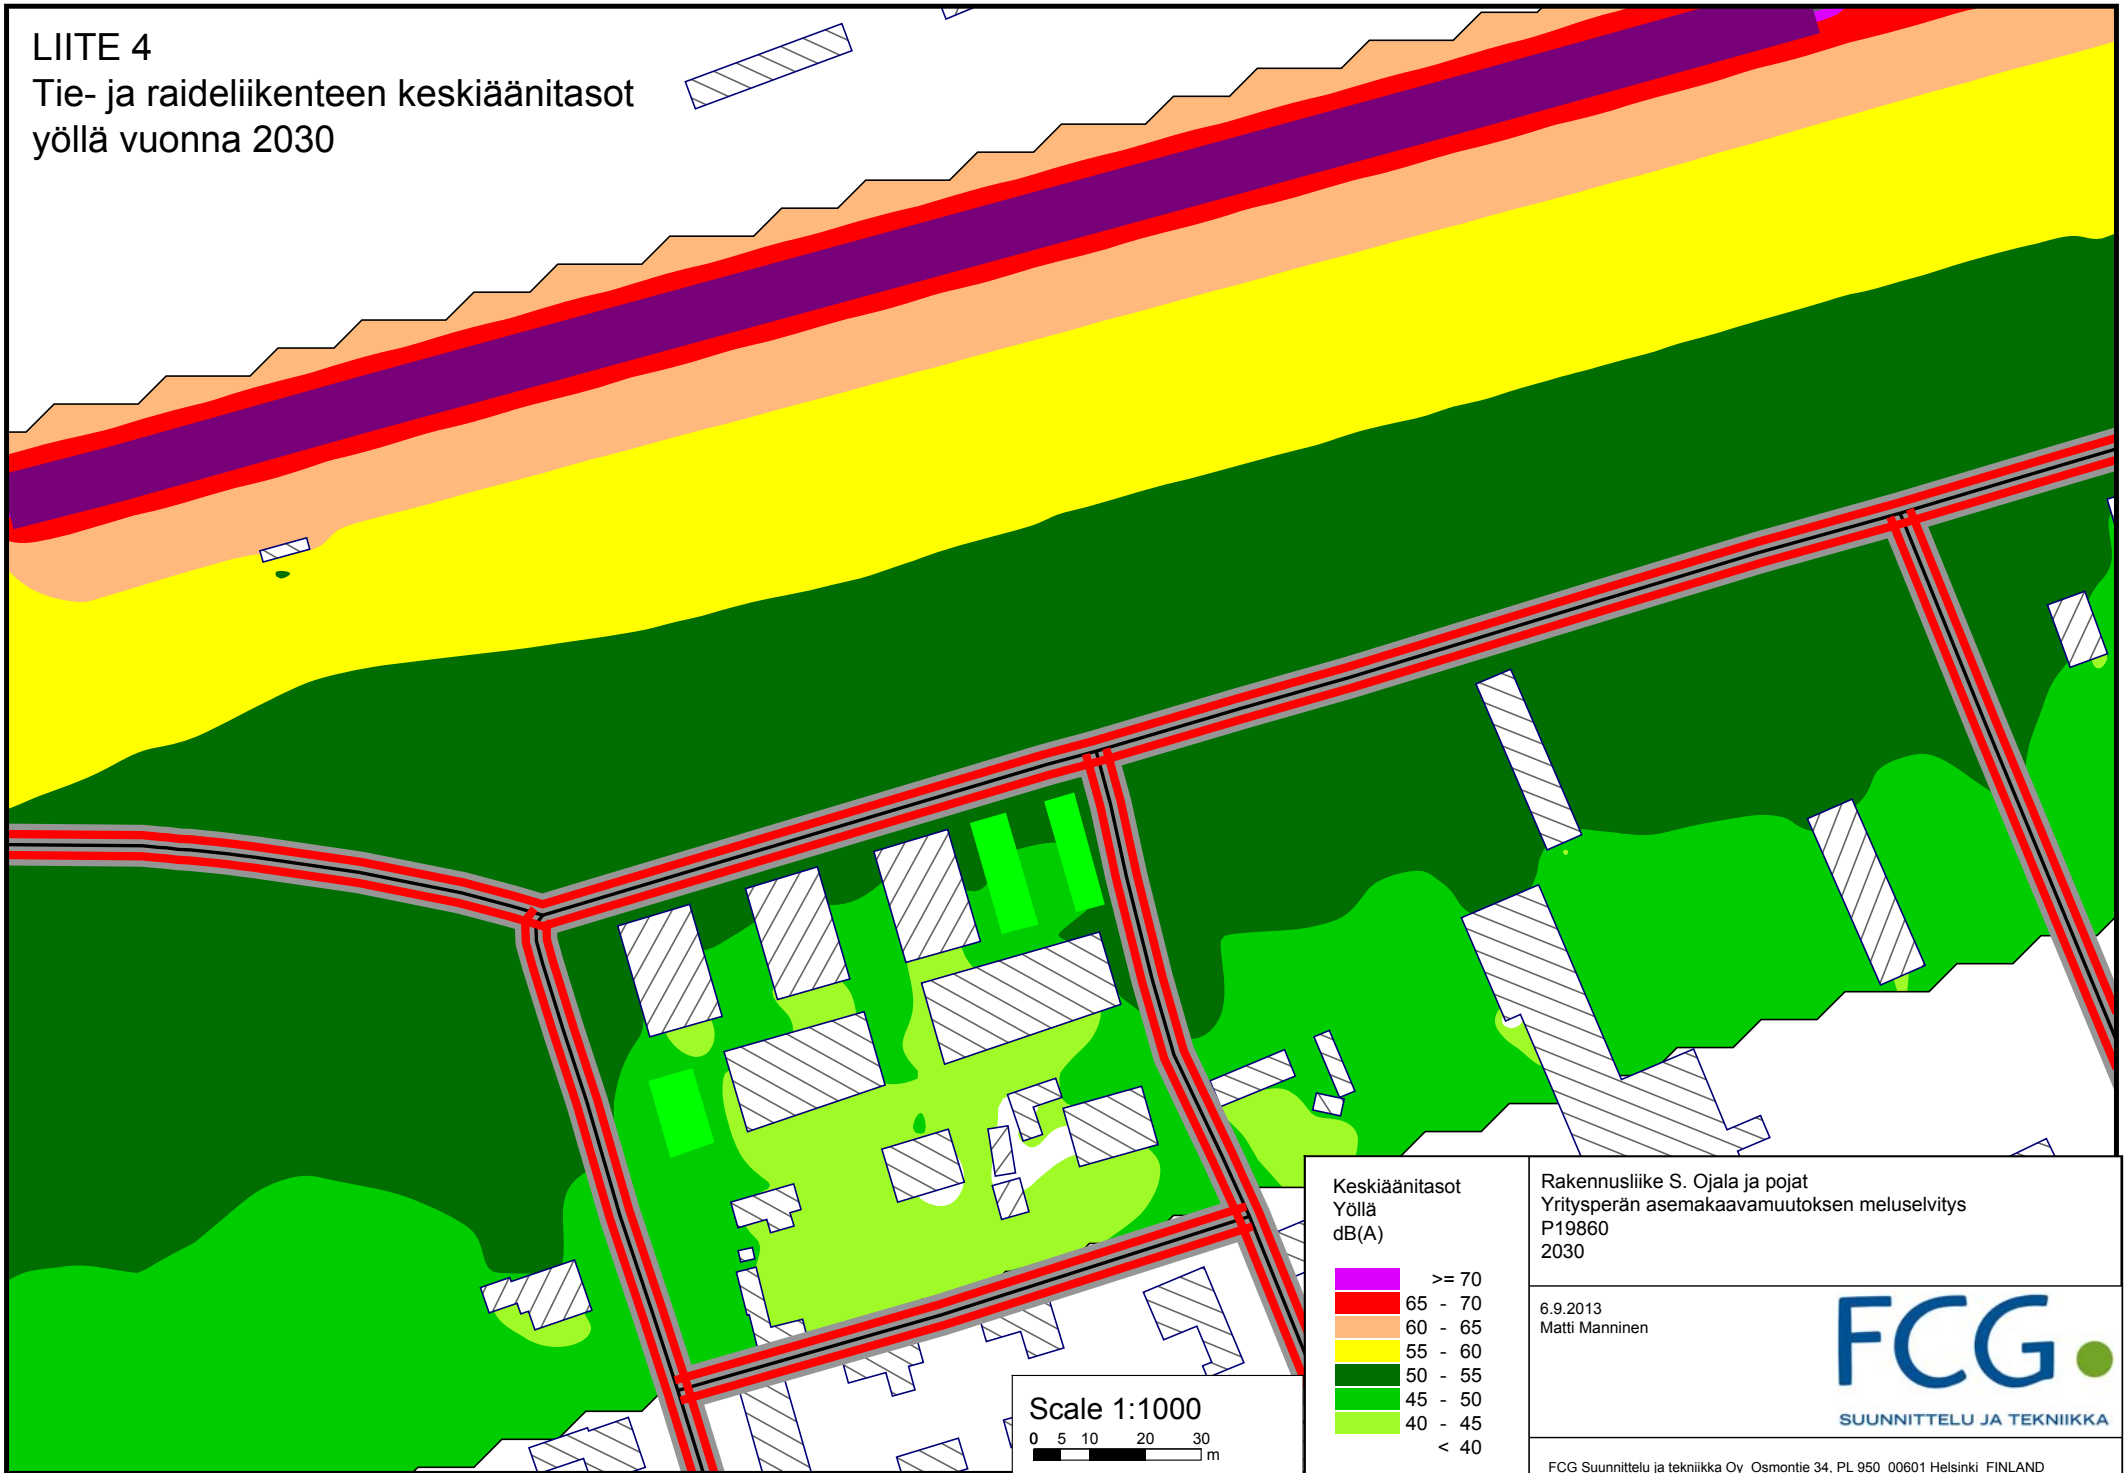 LIITE 4
Tie- ja raideliikenteen keskiäänitasot
yöllä vuonna 2030
Scale 1:1000
0 5 10 20 30
m
Keskiäänitasot
Yöllä
dB(A)
>= 70
65 - 70
60 - 65
55 - 60
50 - 55
45 - 50
40 - 45
< 40
Rakennusliike S. Ojala ja pojat
Yritysperän asemakaavamuutoksen meluselvitys
P19860
2030
6.9.2013
Matti Manninen
FCG
SUUNNITTELU JA TEKNIIKKA
FCG Suunnittelu ja tekniikka Oy Osmontie 34, PL 950 00601 Helsinki FINLAND